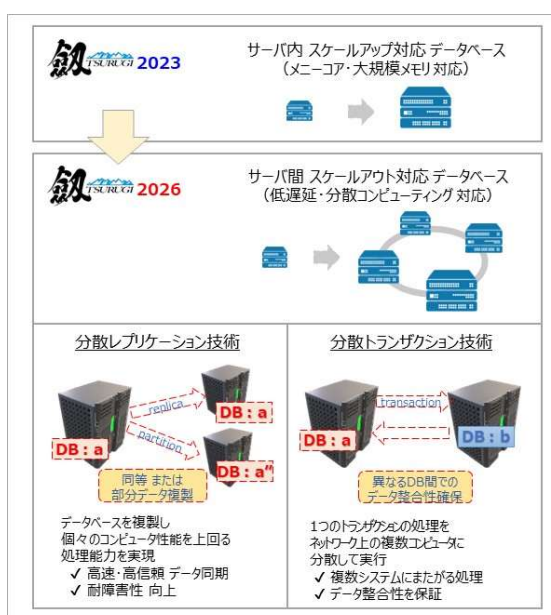 劔 TSURUGI 2023
サーバ内 スケールアップ対応 データベース
（メニーコア・大規模メモリ対応）
劔 TSURUGI 2026
サーバ間 スケールアウト対応 データベース
（低遅延・分散コンピューティング 対応）
分散レプリケーション技術
replica
partition
DB：a
DB：a
DB：a”
同等 または
部分データ複製
データベースを複製し
個々のコンピュータ性能を上回る
処理能力を実現
✓ 高速・高信頼 データ同期
✓ 耐障害性 向上
分散トランザクション技術
transaction
DB：a
DB：b
異なるDB間での
データ整合性確保
1つのトランザクションの処理を
ネットワーク上の複数コンピュータに
分散して実行
✓ 複数システムにまたがる処理
✓ データ整合性を保証